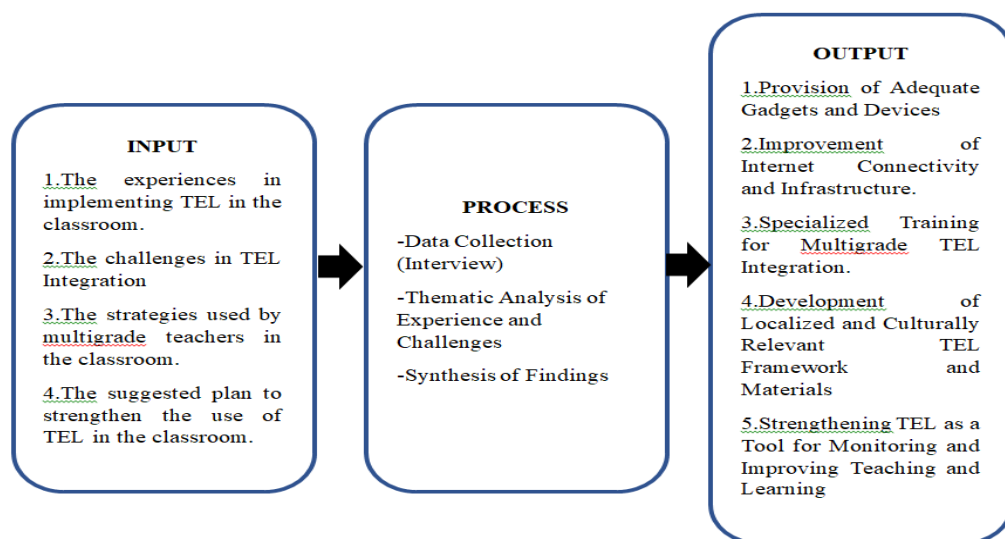 INPUT
1.The experiences in
implementing TEL in the
classroom.
2.The challenges in TEL
Integration
3.The strategies used by
multigrade teachers in
the classroom.
4.The suggested plan to
strengthen the use of
TEL in the classroom.
PROCESS
-Data Collection
(Interview)
-Thematic Analysis of
Experience and
Challenges
-Synthesis of Findings
OUTPUT
1.Provision of Adequate
Gadgets and Devices
2.Improvement of
Internet Connectivity
and Infrastructure.
3.Specialized Training
for Multigrade TEL
Integration.
4.Development of
Localized and Culturally
Relevant TEL
Framework and
Materials
5.Strengthening TEL as a
Tool for Monitoring and
Improving Teaching and
Learning